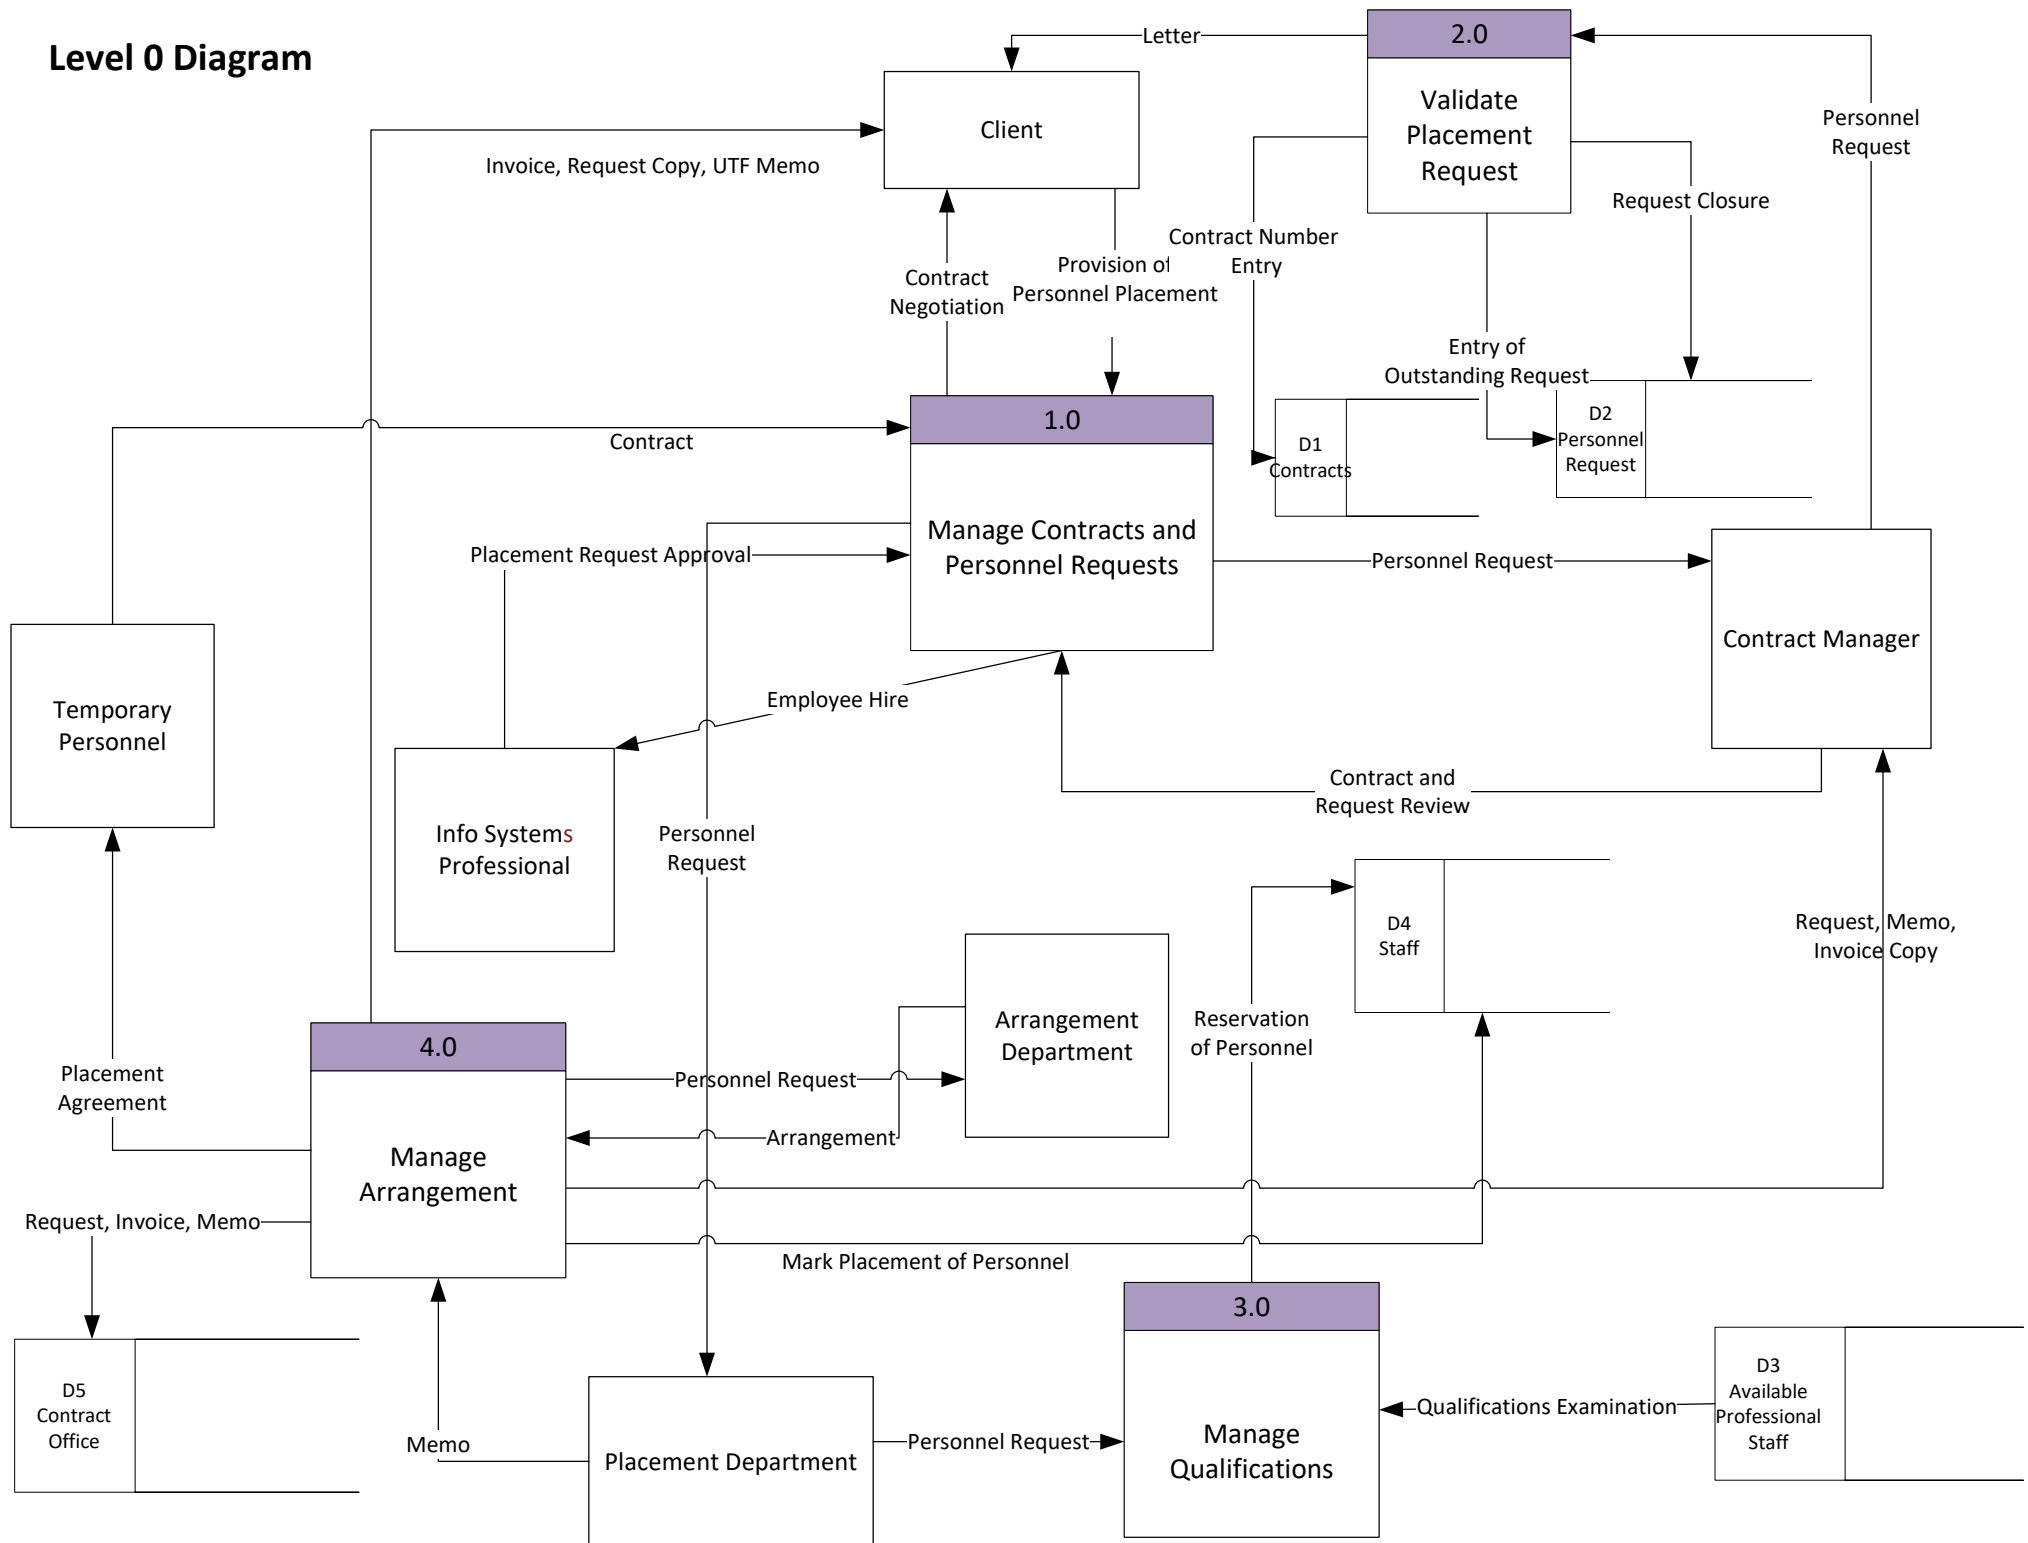 Level 0 Diagram
Letter
2.0
Validate
Placement
Request
Client
Personnel
Request
Invoice, Request Copy, UTF Memo
Request Closure
Contract Number
Entry
Provision of
Personnel Placement
Contract
Negotiation
Entry of
Outstanding Request
1.0
D1
Contracts
D2
Personnel
Request
Contract
Manage Contracts and
Personnel Requests
Placement Request Approval
Personnel Request
Contract Manager
Temporary
Personnel
Employee Hire
Contract and
Request Review
Info Systems
Professional
Personnel
Request
D4
Staff
Request, Memo,
Invoice Copy
Arrangement
Department
Reservation
of Personnel
4.0
Placement
Agreement
Personnel Request
Arrangement
Manage
Arrangement
Request, Invoice, Memo
Mark Placement of Personnel
3.0
D5
Contract
Office
D3
Available
Professional
Staff
Qualifications Examination
Memo
Placement Department
Personnel Request
Manage
Qualifications